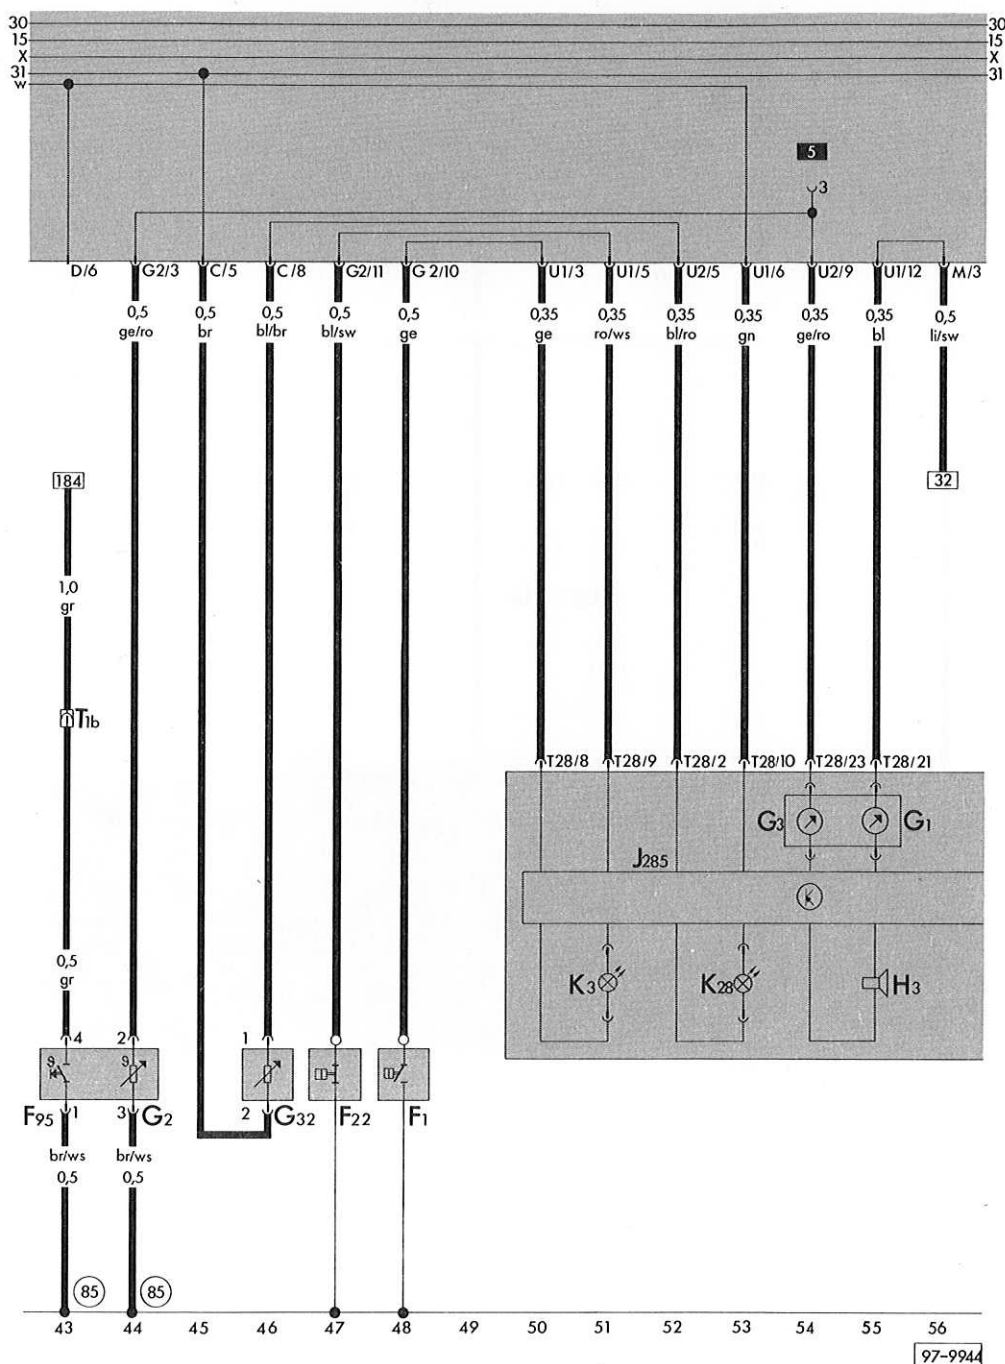 30 30
15 15
X X
31 31
w
5
3
D/6 G2/3 C/5 C/8 G2/11 G2/10 U1/3 U1/5 U2/5 U1/6 U2/9 U1/12 M/3
0,5 0,5 0,5 0,5 0,5 0,35 0,35 0,35 0,35 0,35 0,35 0,5
ge/ro br bl/br bl/sw ge ge ro/ws bl/ro gn ge/ro bl li/sw
184 32
1,0
gr
T1b
T28/8 T28/9 T28/2 T28/10 T28/23 T28/21
G3 G1
J285
K
0,5
gr
K3 K28 H3
4 2 1
F95 1 3 G2 2 G32 F22 F1
br/ws br/ws
0,5 0,5
85 85
43 44 45 46 47 48 49 50 51 52 53 54 55 56
97-9944